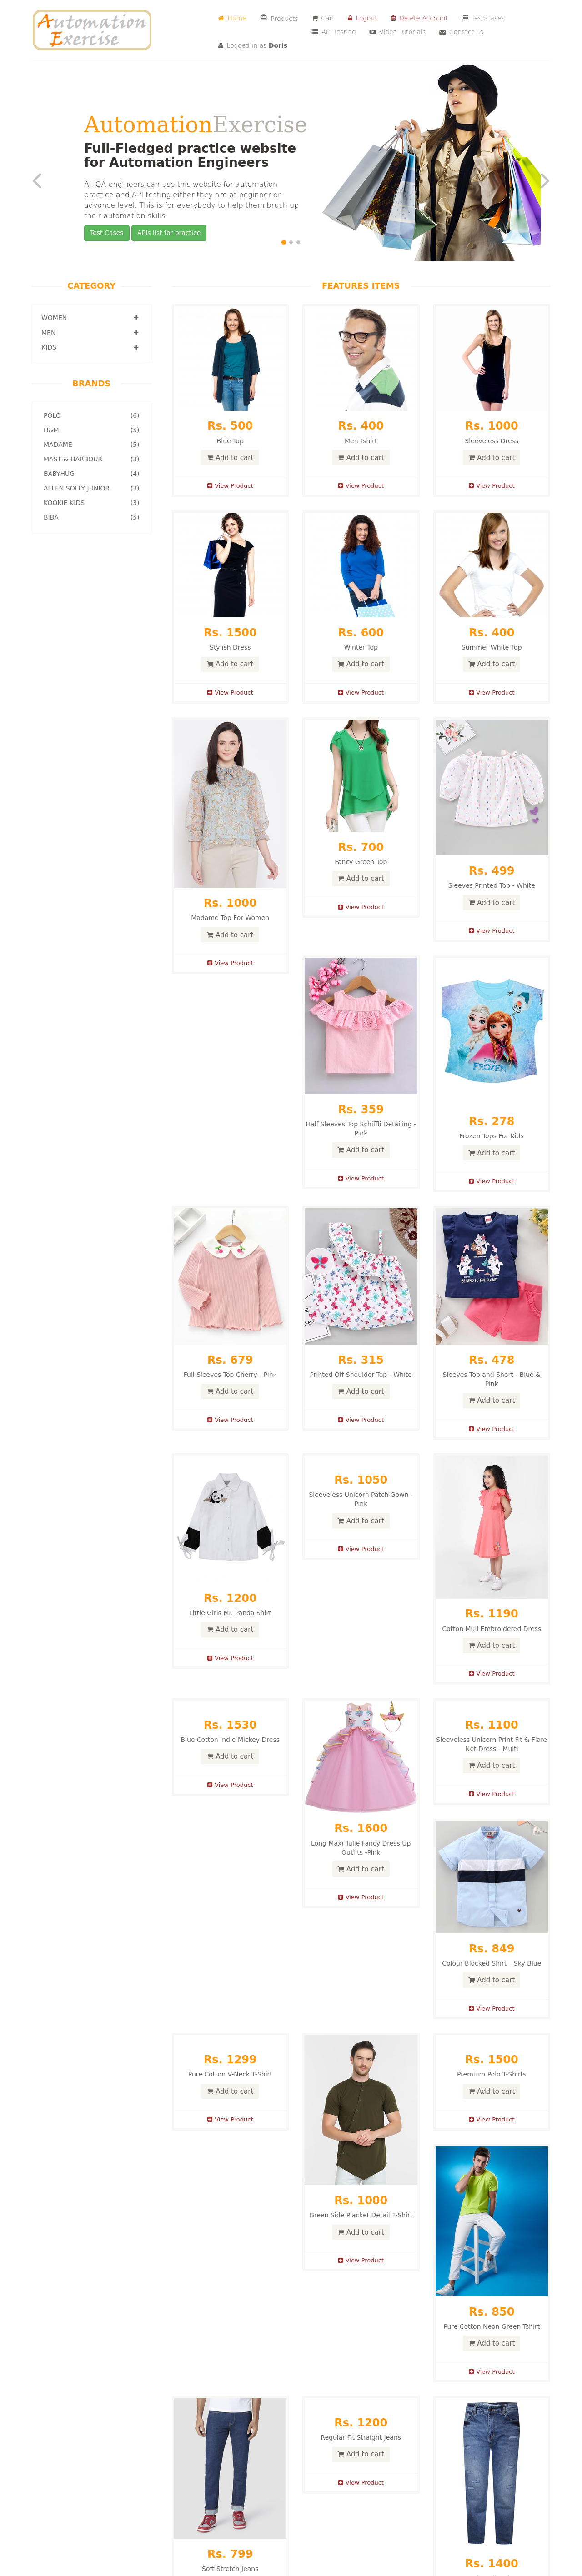 Automation
Exercise
Home
Products
Cart
Logout
Delete Account
Test Cases
API Testing
Video Tutorials
Contact us
Logged in as Doris
AutomationExercise
Full-Fledged practice website
for Automation Engineers
All QA engineers can use this website for automation
practice and API testing either they are at beginner or
advance level. This is for everybody to help them brush up
their automation skills.
Test Cases
APIs list for practice
CATEGORY
WOMEN
MEN
KIDS
BRANDS
POLO (6)
H&M (5)
MADAME (5)
MAST & HARBOUR (3)
BABYHUG (4)
ALLEN SOLLY JUNIOR (3)
KOOKIE KIDS (3)
BIBA (5)
FEATURES ITEMS
Rs. 500
Blue Top
Add to cart
View Product
Rs. 400
Men Tshirt
Add to cart
View Product
Rs. 1000
Sleeveless Dress
Add to cart
View Product
Rs. 1500
Stylish Dress
Add to cart
View Product
Rs. 600
Winter Top
Add to cart
View Product
Rs. 400
Summer White Top
Add to cart
View Product
Rs. 1000
Madame Top For Women
Add to cart
View Product
Rs. 700
Fancy Green Top
Add to cart
View Product
Rs. 499
Sleeves Printed Top - White
Add to cart
View Product
Rs. 359
Half Sleeves Top Schiffli Detailing -
Pink
Add to cart
View Product
FROZEN
Rs. 278
Frozen Tops For Kids
Add to cart
View Product
Rs. 679
Full Sleeves Top Cherry - Pink
Add to cart
View Product
Rs. 315
Printed Off Shoulder Top - White
Add to cart
View Product
BE KIND TO THE PLANET
Rs. 478
Sleeves Top and Short - Blue &
Pink
Add to cart
View Product
Rs. 1200
Little Girls Mr. Panda Shirt
Add to cart
View Product
Rs. 1050
Sleeveless Unicorn Patch Gown -
Pink
Add to cart
View Product
Rs. 1190
Cotton Mull Embroidered Dress
Add to cart
View Product
Rs. 1530
Blue Cotton Indie Mickey Dress
Add to cart
View Product
Rs. 1600
Long Maxi Tulle Fancy Dress Up
Outfits -Pink
Add to cart
View Product
Rs. 1100
Sleeveless Unicorn Print Fit & Flare
Net Dress - Multi
Add to cart
View Product
Rs. 849
Colour Blocked Shirt – Sky Blue
Add to cart
View Product
Rs. 1299
Pure Cotton V-Neck T-Shirt
Add to cart
View Product
Rs. 1000
Green Side Placket Detail T-Shirt
Add to cart
View Product
Rs. 1500
Premium Polo T-Shirts
Add to cart
View Product
Rs. 850
Pure Cotton Neon Green Tshirt
Add to cart
View Product
Rs. 799
Soft Stretch Jeans
Rs. 1200
Regular Fit Straight Jeans
Add to cart
View Product
Rs. 1400